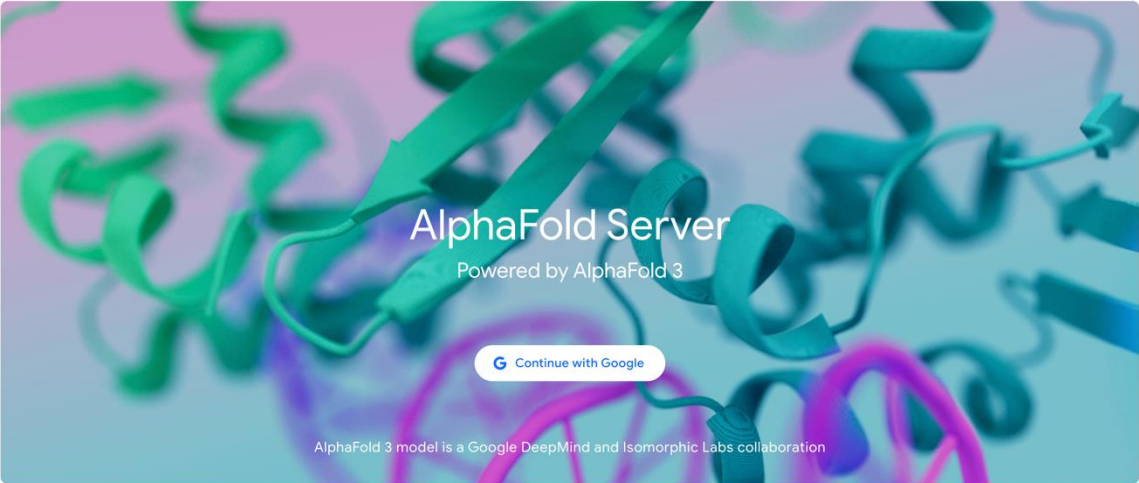 AlphaFold Server
Powered by AlphaFold 3
Continue with Google
AlphaFold 3 model is a Google DeepMind and Isomorphic Labs collaboration